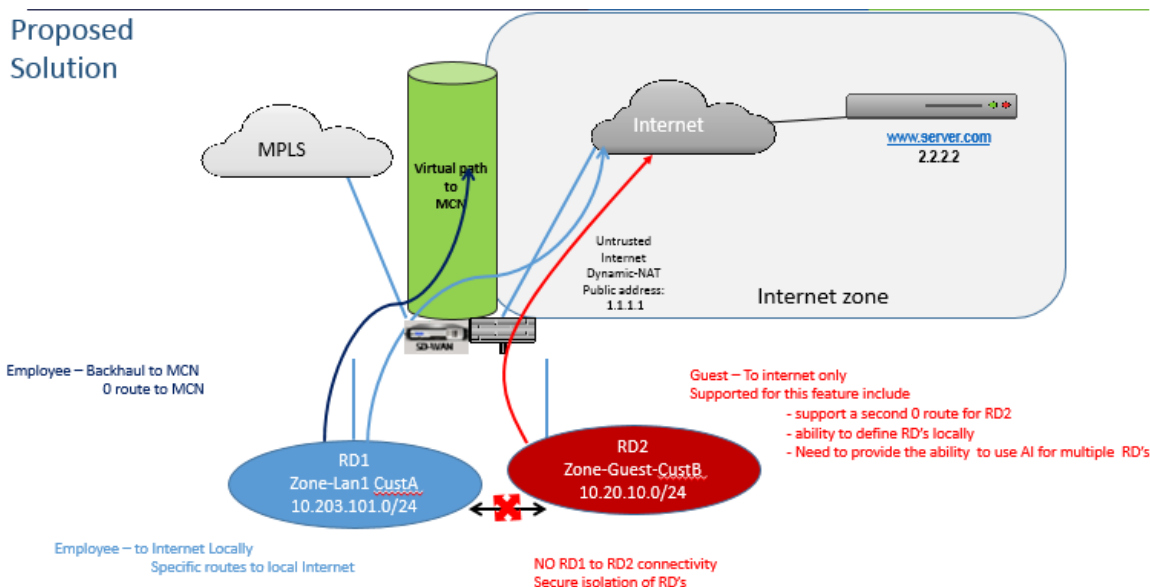 Proposed
Solution
MPLS
Virtual path
to
MCN
Internet
www.server.com
2.2.2.2
Untrusted
Internet
Dynamic-NAT
Public address:
1.1.1.1
Internet zone
SD-WAN
Employee – Backhaul to MCN
0 route to MCN
Guest – To internet only
Supported for this feature include
- support a second 0 route for RD2
- ability to define RD's locally
- Need to provide the ability to use AI for multiple RD's
RD1
Zone-Lan1 CustA
10.203.101.0/24
RD2
Zone-Guest-CustB
10.20.10.0/24
Employee – to Internet Locally
Specific routes to local Internet
NO RD1 to RD2 connectivity
Secure isolation of RD's